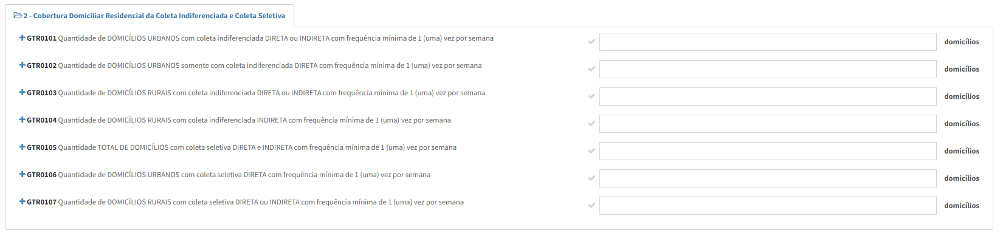 2 - Cobertura Domiciliar Residencial da Coleta Indiferenciada e Coleta Seletiva
GTR0101 Quantidade de DOMICÍLIOS URBANOS com coleta indiferenciada DIRETA ou INDIRETA com frequência mínima de 1 (uma) vez por semana domicílios
GTR0102 Quantidade de DOMICÍLIOS URBANOS somente com coleta indiferenciada DIRETA com frequência mínima de 1 (uma) vez por semana domicílios
GTR0103 Quantidade de DOMICÍLIOS RURAIS com coleta indiferenciada DIRETA ou INDIRETA com frequência mínima de 1 (uma) vez por semana domicílios
GTR0104 Quantidade de DOMICÍLIOS RURAIS com coleta indiferenciada INDIRETA com frequência mínima de 1 (uma) vez por semana domicílios
GTR0105 Quantidade TOTAL DE DOMICÍLIOS com coleta seletiva DIRETA e INDIRETA com frequência mínima de 1 (uma) vez por semana domicílios
GTR0106 Quantidade de DOMICÍLIOS URBANOS com coleta seletiva DIRETA com frequência mínima de 1 (uma) vez por semana domicílios
GTR0107 Quantidade de DOMICÍLIOS RURAIS com coleta seletiva DIRETA ou INDIRETA com frequência mínima de 1 (uma) vez por semana domicílios